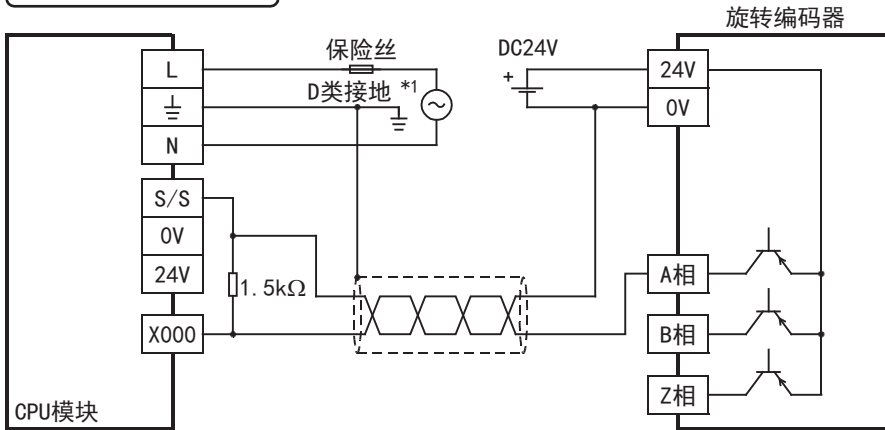 旋转编码器
L
保险丝
DC24V
24V
D类接地 *1
+
0V
N
S/S
0V
24V
1.5kΩ
A相
X000
B相
Z相
CPU模块